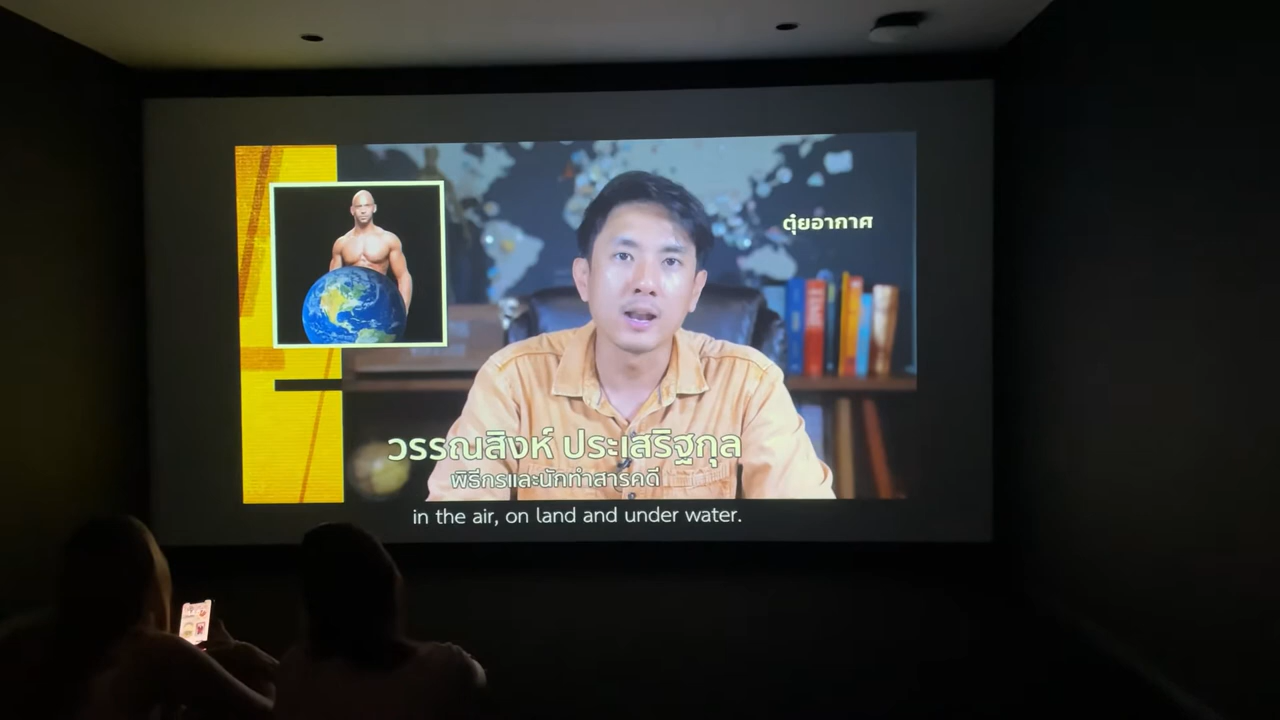 ตุ๋ยอากาศ
วรรณสิงห์ ประเสริฐกุล
พิธีกรและนักทำสารคดี
in the air, on land and under water.